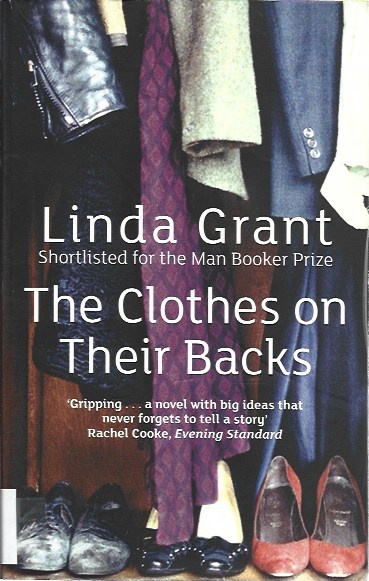 Linda Grant
Shortlisted for the Man Booker Prize
The Clothes on
Their Backs
‘Gripping . . . a novel with big ideas that
never forgets to tell a story’
Rachel Cooke, Evening Standard